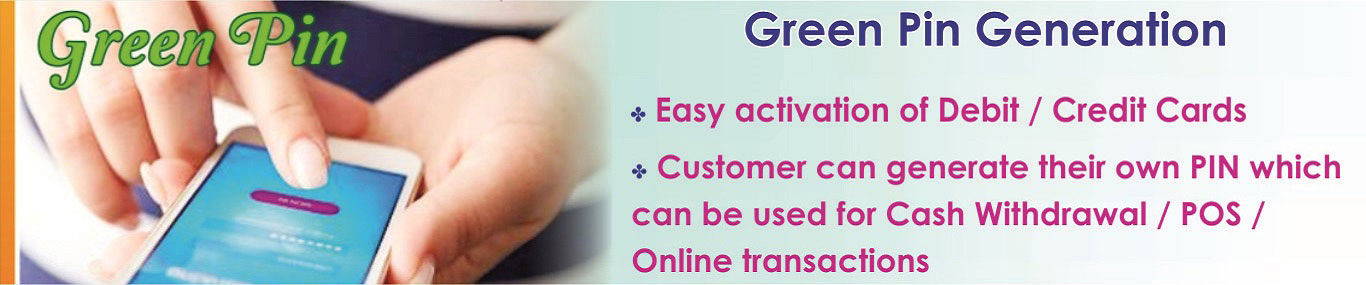 Green Pin
Green Pin Generation
✤ Easy activation of Debit / Credit Cards
✤ Customer can generate their own PIN which
can be used for Cash Withdrawal / POS /
Online transactions